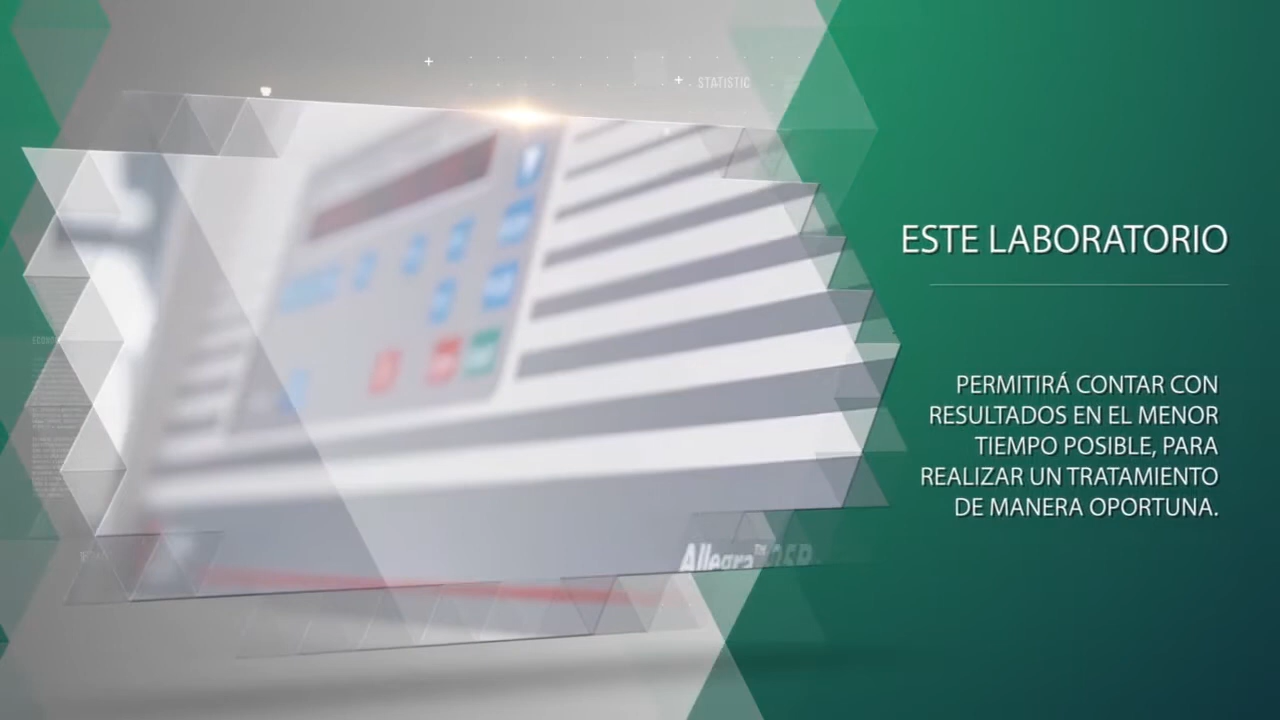 STATISTIC
ESTE LABORATORIO
PERMITIRÁ CONTAR CON
RESULTADOS EN EL MENOR
TIEMPO POSIBLE, PARA
REALIZAR UN TRATAMIENTO
DE MANERA OPORTUNA.
Allegra™